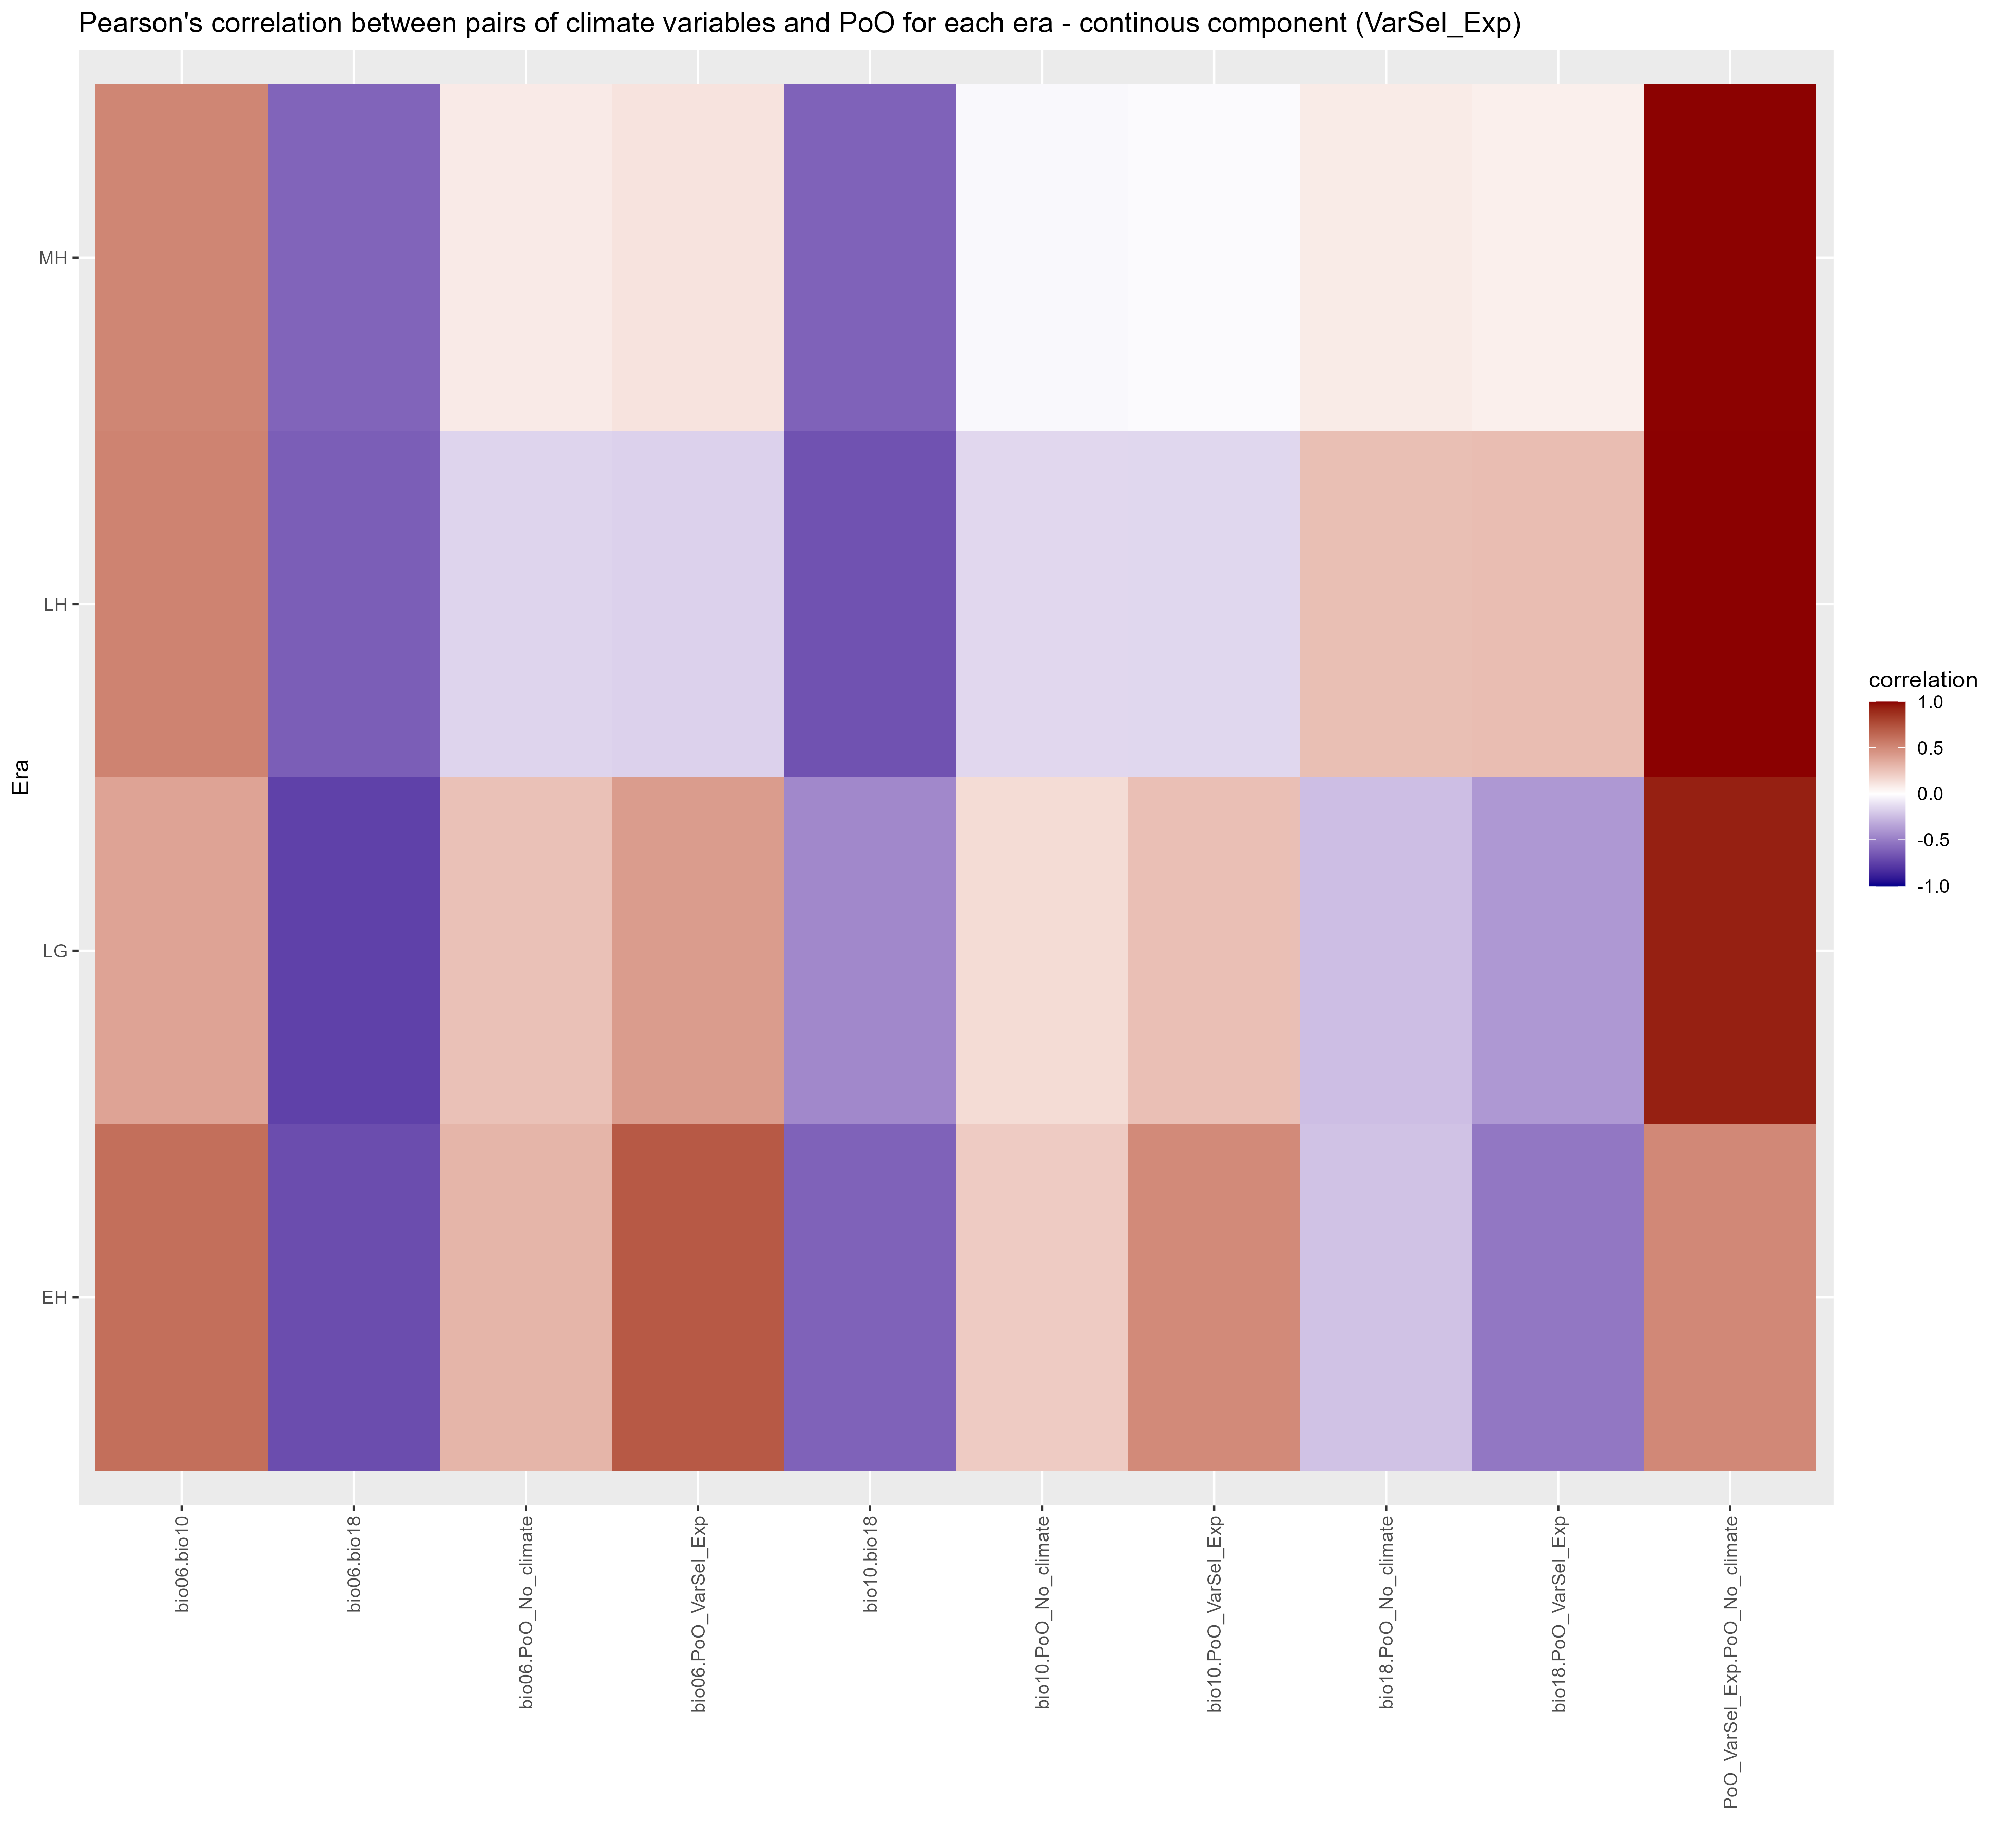 Pearson's correlation between pairs of climate variables and PoO for each era - continous component (VarSel_Exp)
MH
LH
LG
EH
Era
correlation
1.0
0.5
0.0
-0.5
-1.0
bio06.bio10
bio06.bio18
bio06.PoO_No_climate
bio06.PoO_VarSel_Exp
bio10.bio18
bio10.PoO_No_climate
bio10.PoO_VarSel_Exp
bio18.PoO_No_climate
bio18.PoO_VarSel_Exp
PoO_VarSel_Exp.PoO_No_climate